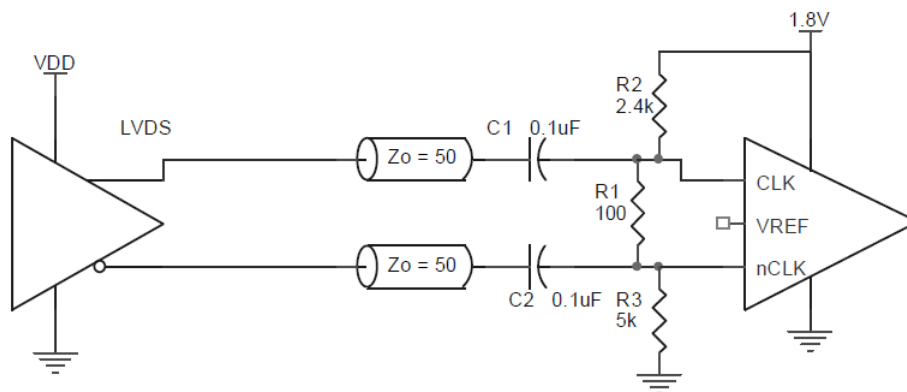 1.8V
VDD
R2
2.4k
LVDS
C1 0.1uF
Zo = 50
CLK
R1
100
VREF
Zo = 50
nCLK
C2 0.1uF
R3
5k